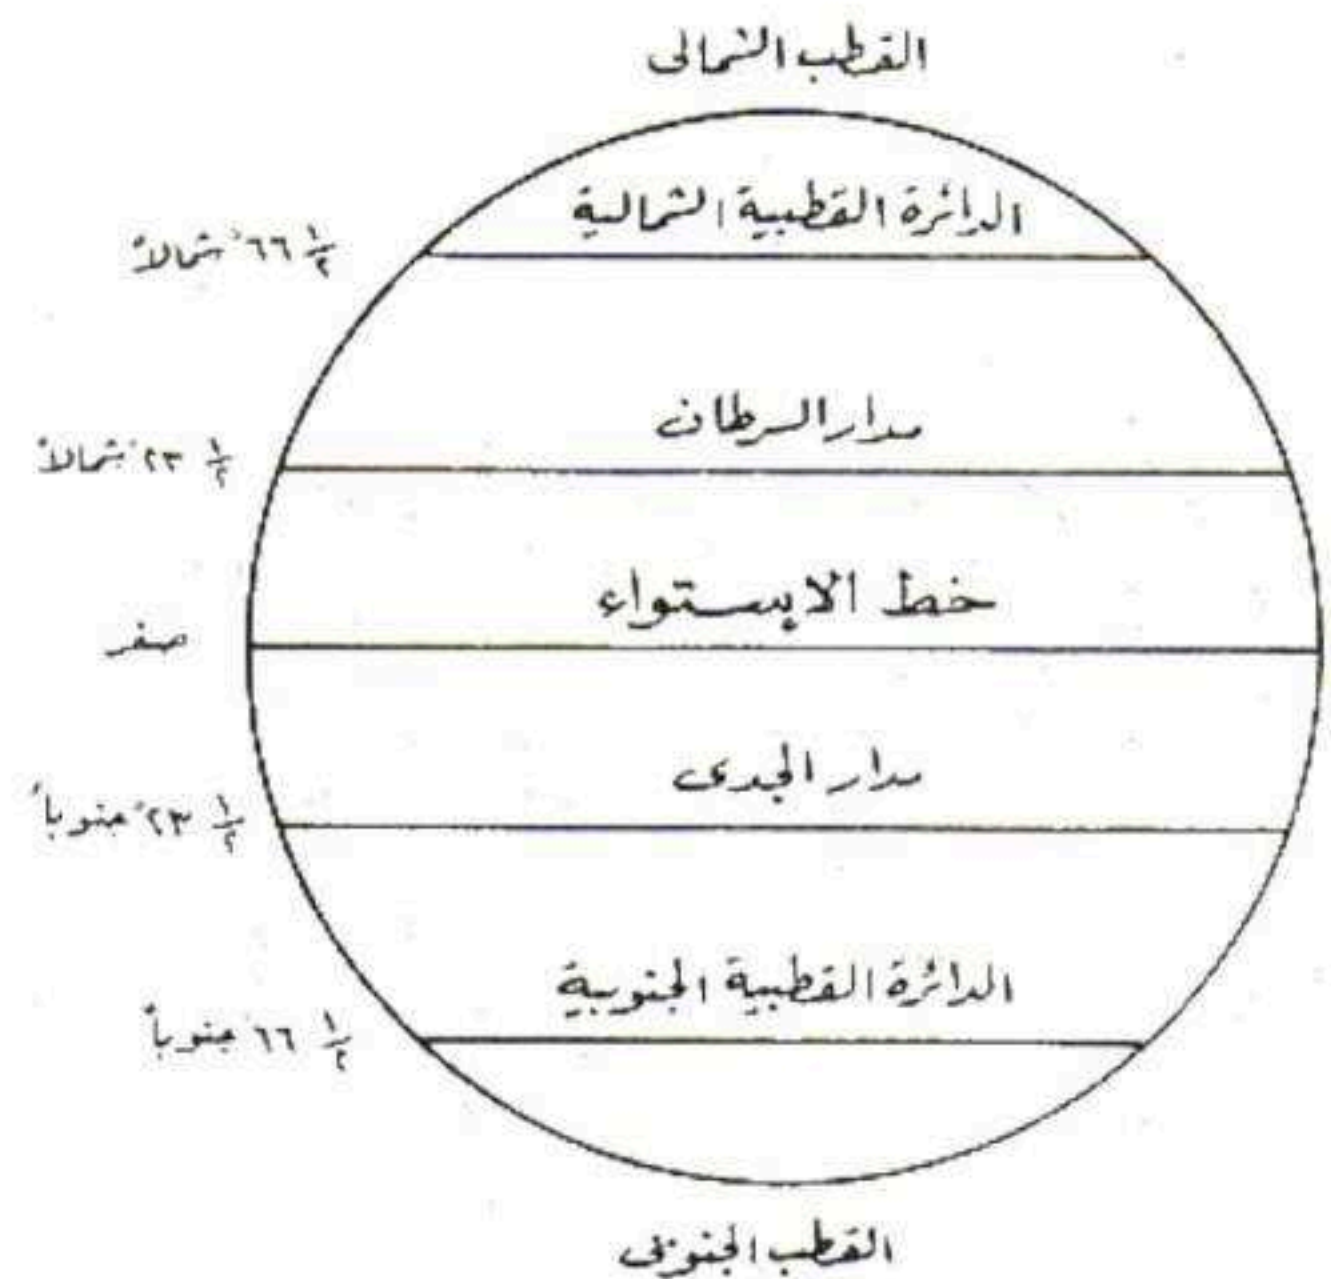 القطب الشمالى
الدائرة القطبية الشمالية
½ ٦٦° شمالاً
مدار السرطان
½ ٢٣° شمالاً
خط الاستواء
صفر
مدار الجدى
½ ٢٣° جنوباً
الدائرة القطبية الجنوبية
½ ٦٦° جنوباً
القطب الجنوبى